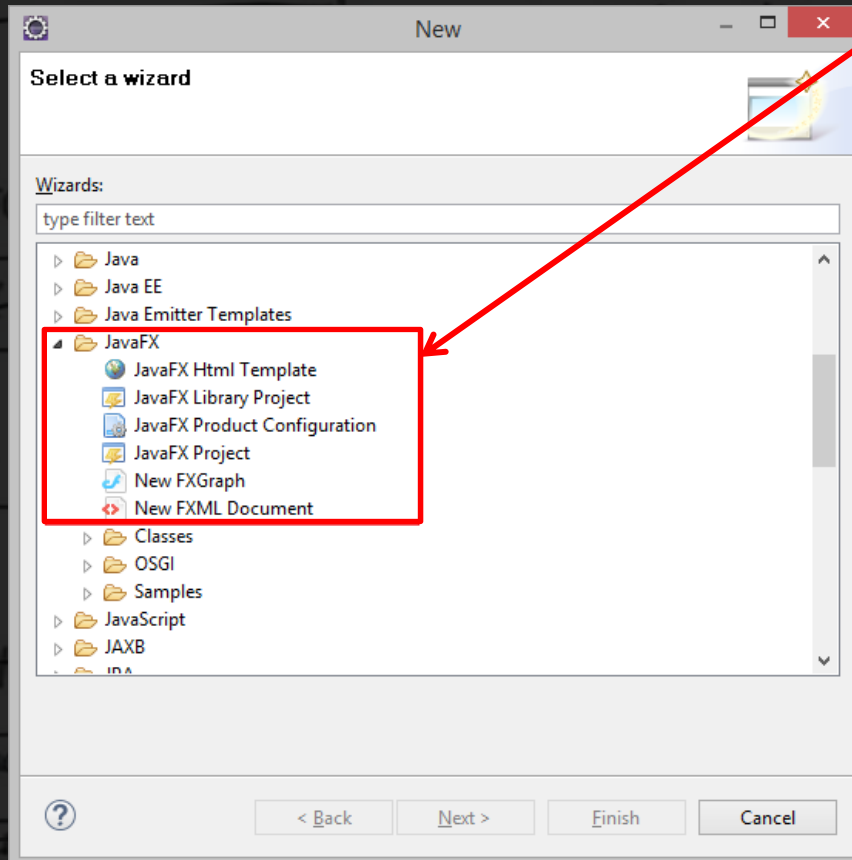 New
Select a wizard
Wizards:
type filter text
Java
Java EE
Java Emitter Templates
JavaFX
JavaFX Html Template
JavaFX Library Project
JavaFX Product Configuration
JavaFX Project
New FXGraph
New FXML Document
Classes
OSGI
Samples
JavaScript
JAXB
JPA
< Back Next > Finish Cancel